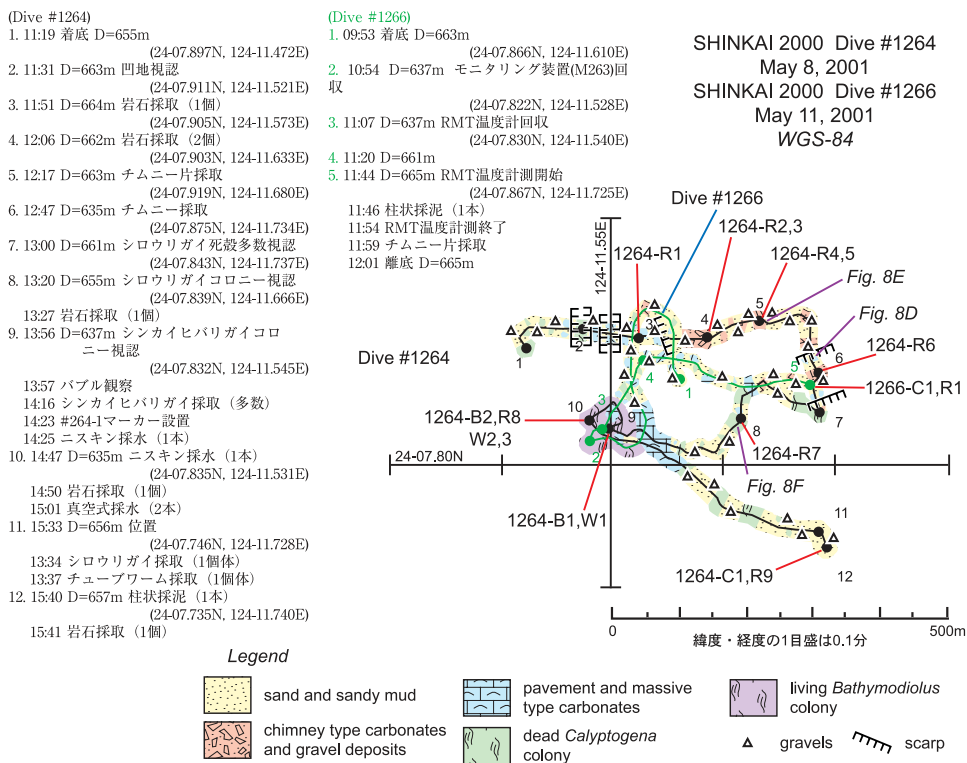 (Dive #1264)
1. 11:19 着底 D=655m
(24-07.897N, 124-11.472E)
2. 11:31 D=663m 凹地視認
(24-07.911N, 124-11.521E)
3. 11:51 D=664m 岩石採取（1個）
(24-07.905N, 124-11.573E)
4. 12:06 D=662m 岩石採取（2個）
(24-07.903N, 124-11.633E)
5. 12:17 D=663m チムニー片採取
(24-07.919N, 124-11.680E)
6. 12:47 D=635m チムニー採取
(24-07.875N, 124-11.734E)
7. 13:00 D=661m シロウリガイ死殻多数視認
(24-07.843N, 124-11.737E)
8. 13:20 D=655m シロウリガイコロニー視認
(24-07.839N, 124-11.666E)
13:27 岩石採取（1個）
9. 13:56 D=637m シンカイヒバリガイコロ
ニー視認
(24-07.832N, 124-11.545E)
13:57 バブル観察
14:16 シンカイヒバリガイ採取（多数）
14:23 #264-1マーカー設置
14:25 ニスキン採水（1本）
10. 14:47 D=635m ニスキン採水（1本）
(24-07.835N, 124-11.531E)
14:50 岩石採取（1個）
15:01 真空式採水（2本）
11. 15:33 D=656m 位置
(24-07.746N, 124-11.728E)
13:34 シロウリガイ採取（1個体）
13:37 チューブワーム採取（1個体）
12. 15:40 D=657m 柱状採泥（1本）
(24-07.735N, 124-11.740E)
15:41 岩石採取（1個）
(Dive #1266)
1. 09:53 着底 D=663m
(24-07.866N, 124-11.610E)
2. 10:54 D=637m モニタリング装置(M263)回
収
(24-07.822N, 124-11.528E)
3. 11:07 D=637m RMT温度計回収
(24-07.830N, 124-11.540E)
4. 11:20 D=661m
5. 11:44 D=665m RMT温度計測開始
(24-07.867N, 124-11.725E)
11:46 柱状採泥（1本）
11:54 RMT温度計測終了
11:59 チムニー片採取
12:01 離底 D=665m
SHINKAI 2000 Dive #1264
May 8, 2001
SHINKAI 2000 Dive #1266
May 11, 2001
WGS-84
Dive #1266
124-11.55E
1264-R1
1264-R2,3
1264-R4,5
Fig. 8E
Fig. 8D
1264-R6
1266-C1,R1
Dive #1264
1
2
3
4
5
6
7
8
9
10
11
12
1
2
3
4
5
1264-B2,R8
W2,3
24-07.80N
1264-R7
Fig. 8F
1264-B1,W1
1264-C1,R9
0
500m
緯度・経度の1目盛は0.1分
Legend
sand and sandy mud
chimney type carbonates
and gravel deposits
pavement and massive
type carbonates
dead Calyptogena
colony
living Bathymodiolus
colony
gravels
scarp